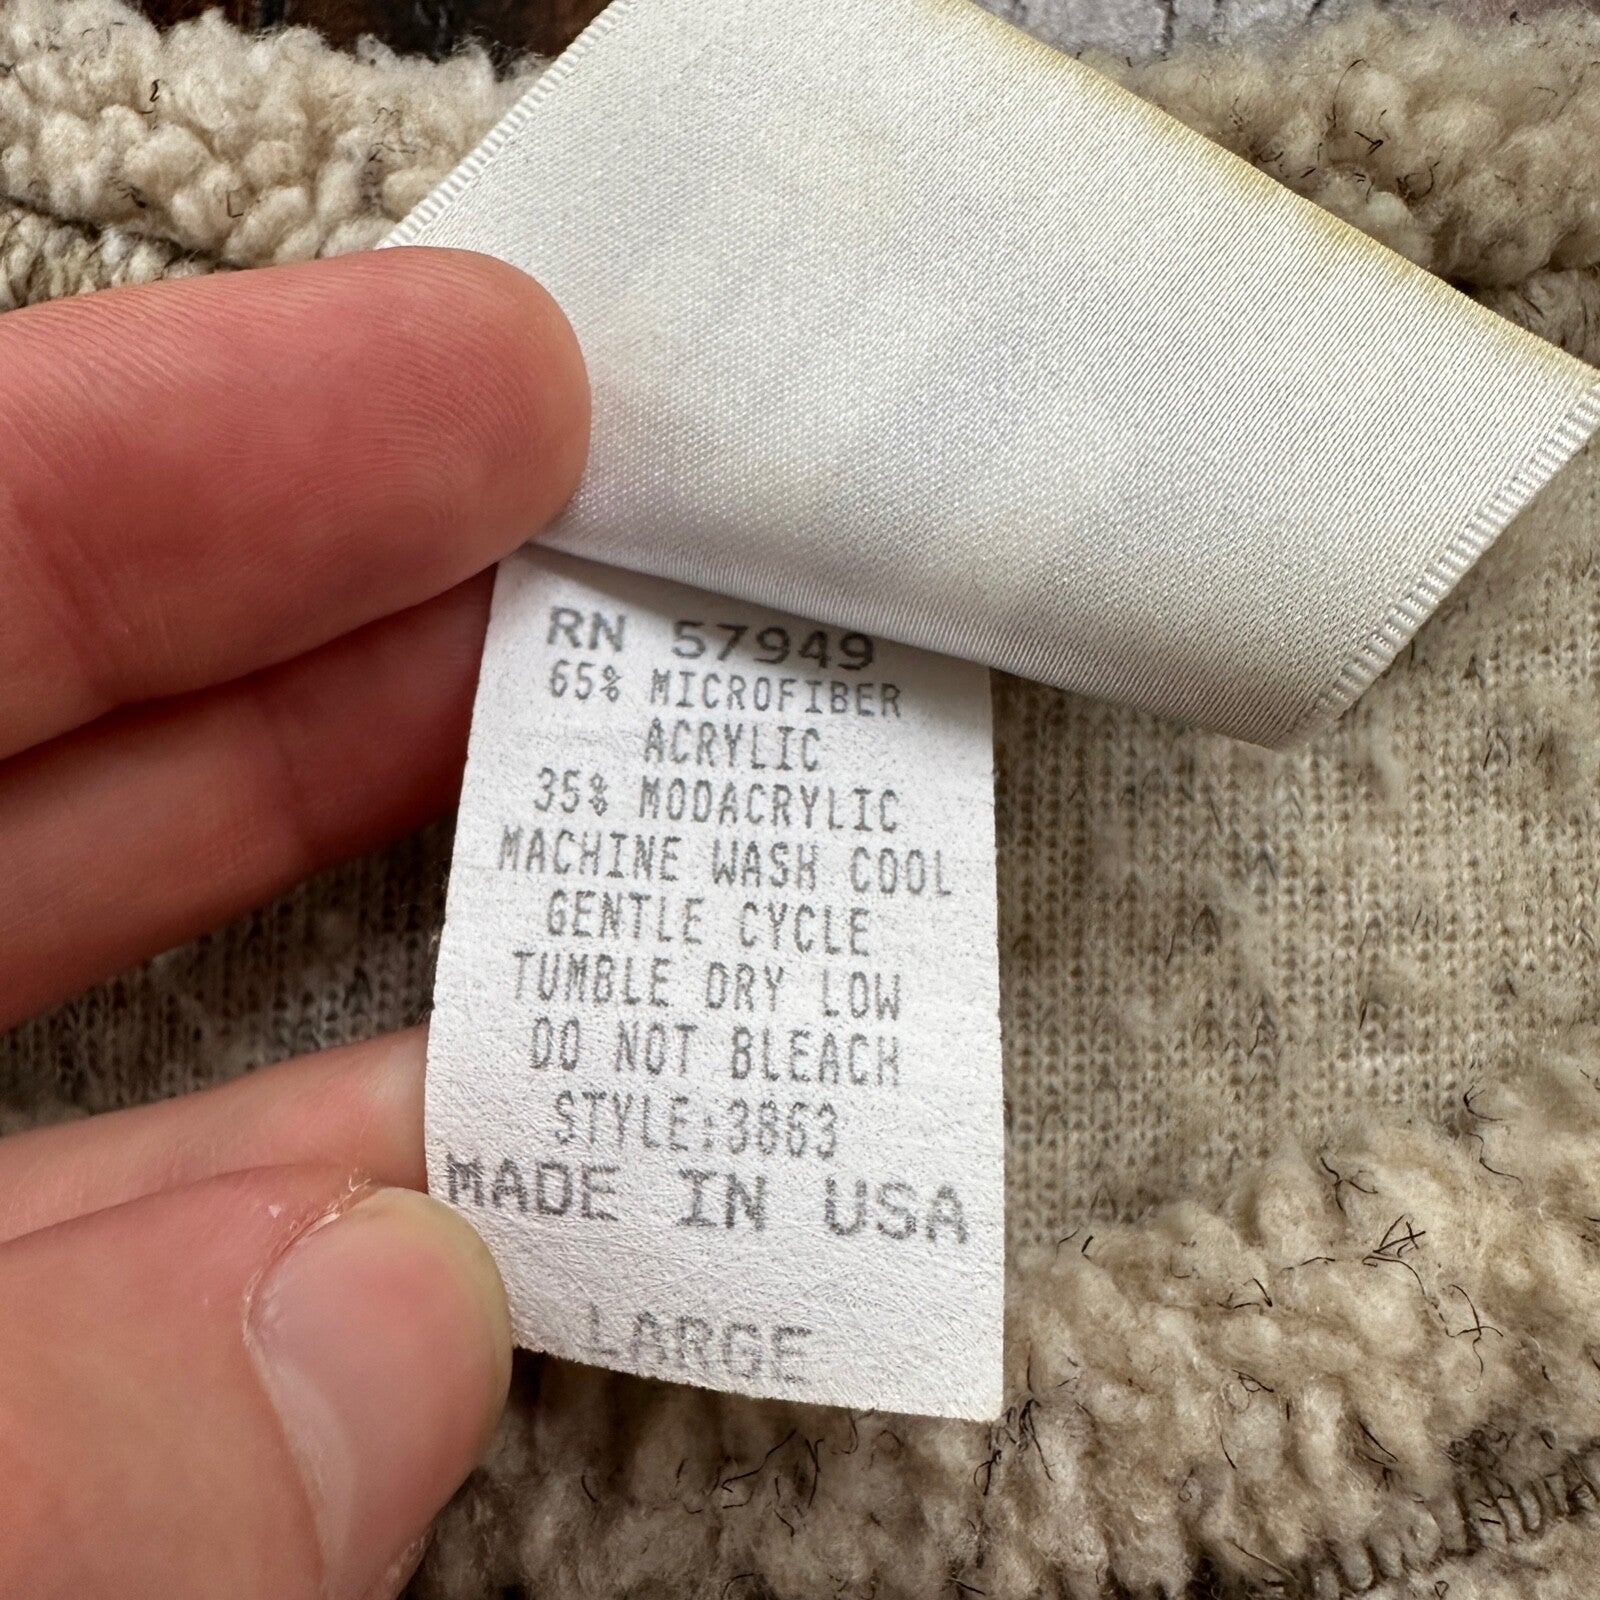 RN 57949
65% MICROFIBER
ACRYLIC
35% MODACRYLIC
MACHINE WASH COOL
GENTLE CYCLE
TUMBLE DRY LOW
DO NOT BLEACH
STYLE:3863
MADE IN USA
LARGE